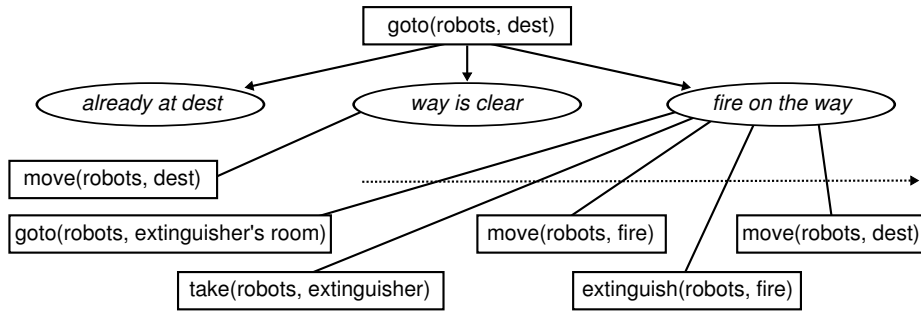 goto(robots, dest)
already at dest
way is clear
fire on the way
move(robots, dest)
goto(robots, extinguisher's room)
move(robots, fire)
move(robots, dest)
take(robots, extinguisher)
extinguish(robots, fire)